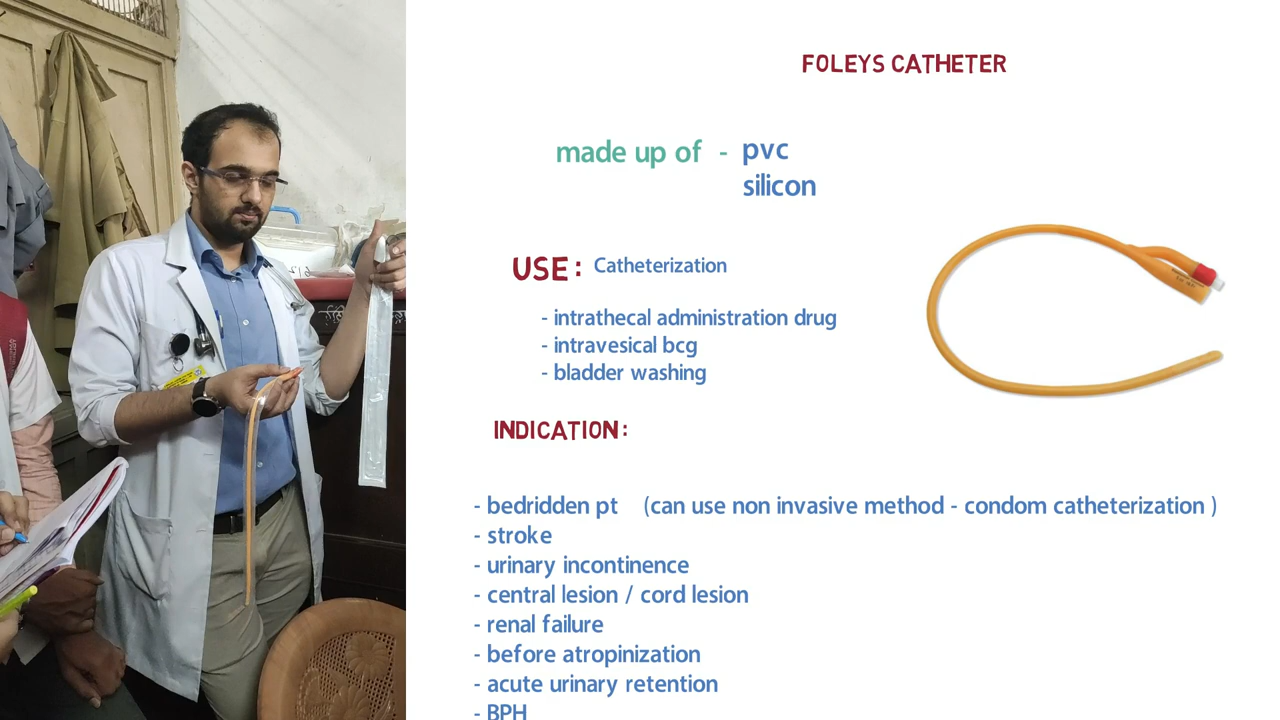 FOLEYS CATHETER
made up of - pvc
silicon
USE: Catheterization
- intrathecal administration drug
- intravesical bcg
- bladder washing
INDICATION:
- bedridden pt (can use non invasive method - condom catheterization )
- stroke
- urinary incontinence
- central lesion / cord lesion
- renal failure
- before atropinization
- acute urinary retention
- BPH